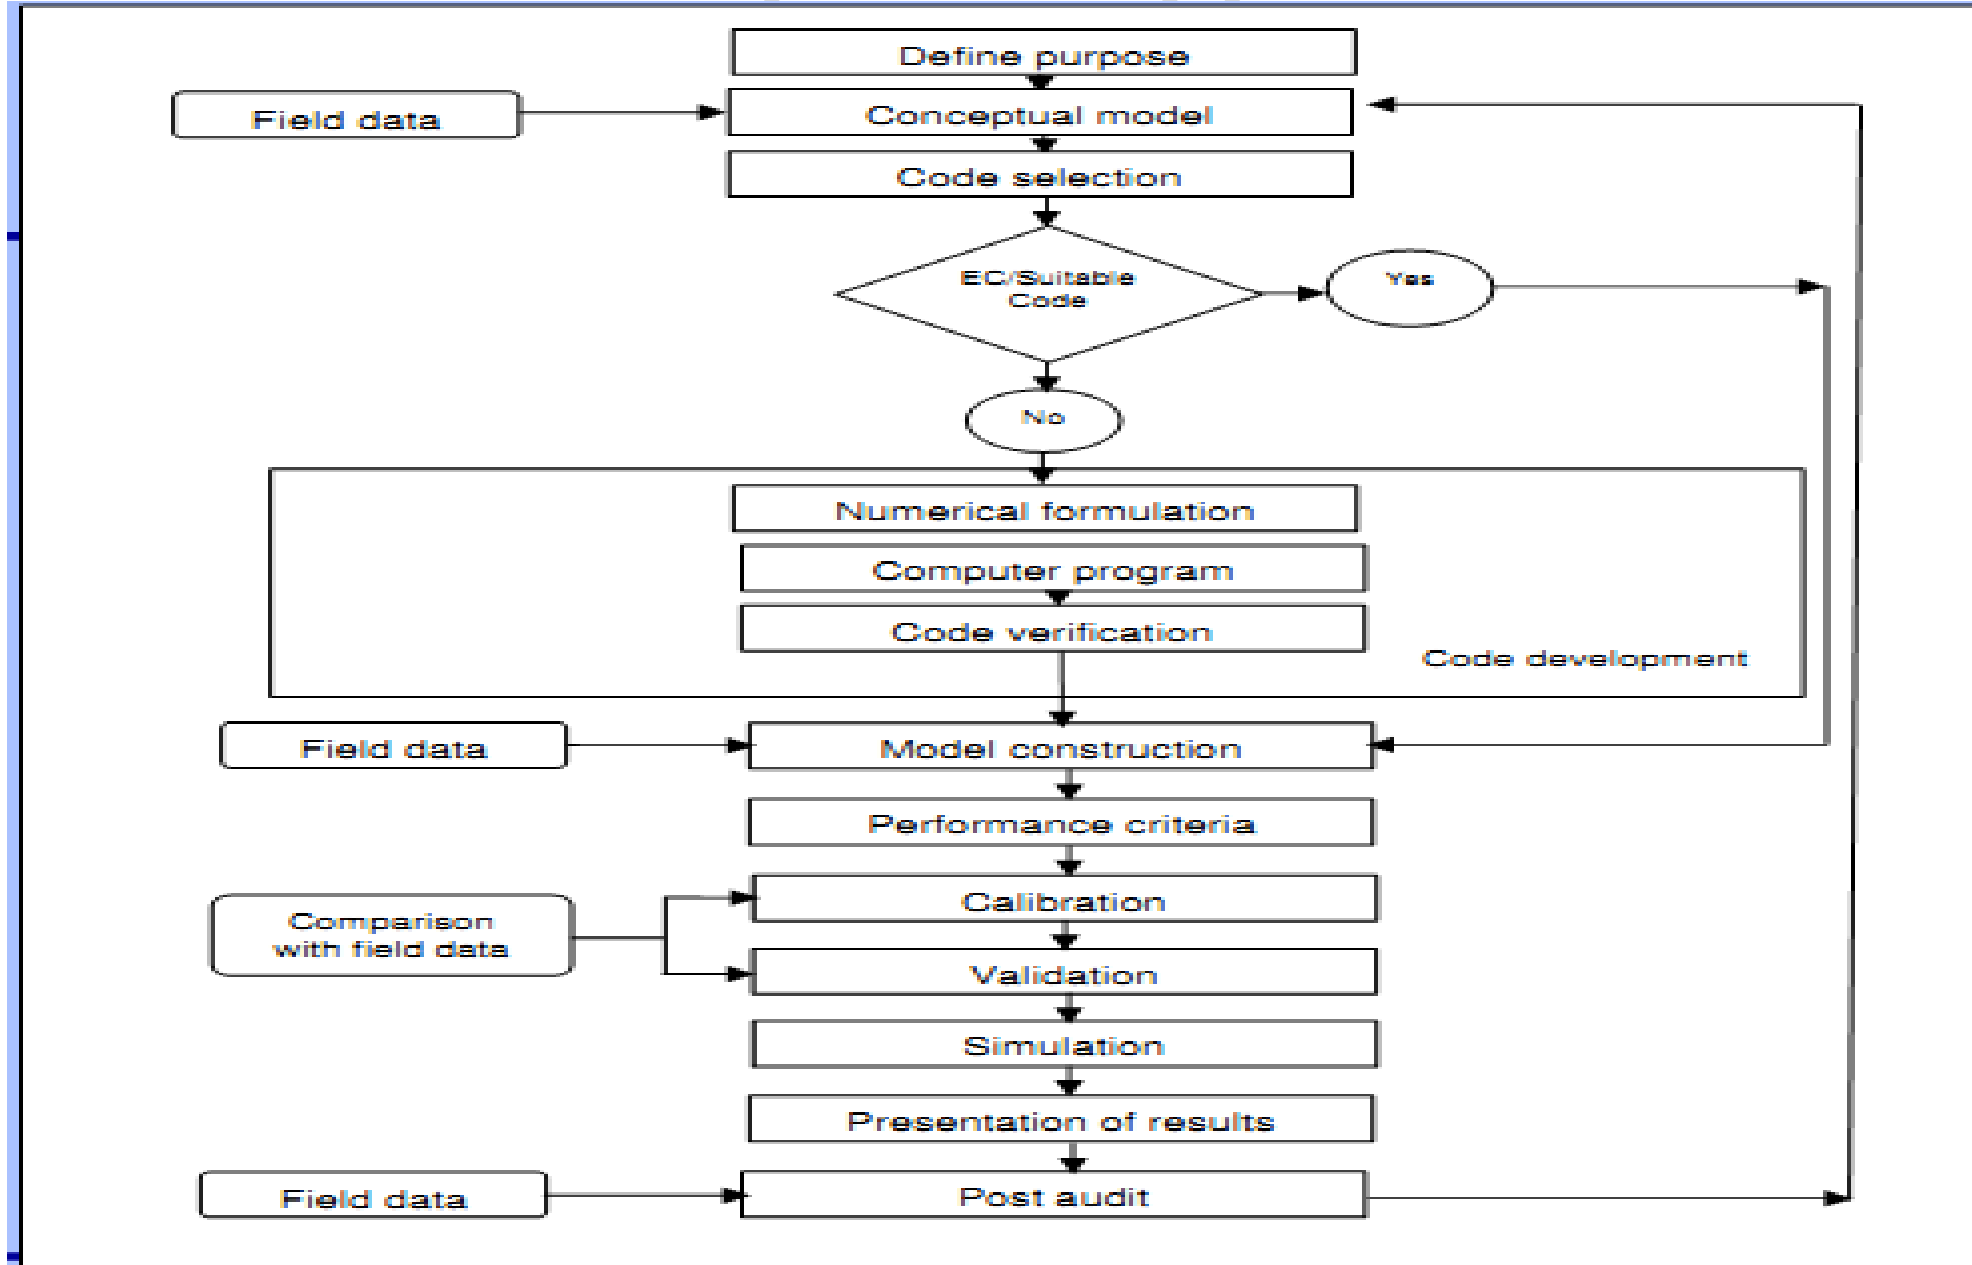 Define purpose
Field data
Conceptual model
Code selection
EC/Suitable
Code
Yes
No
Numerical formulation
Computer program
Code verification
Code development
Field data
Model construction
Performance criteria
Calibration
Comparison
with field data
Validation
Simulation
Presentation of results
Field data
Post audit